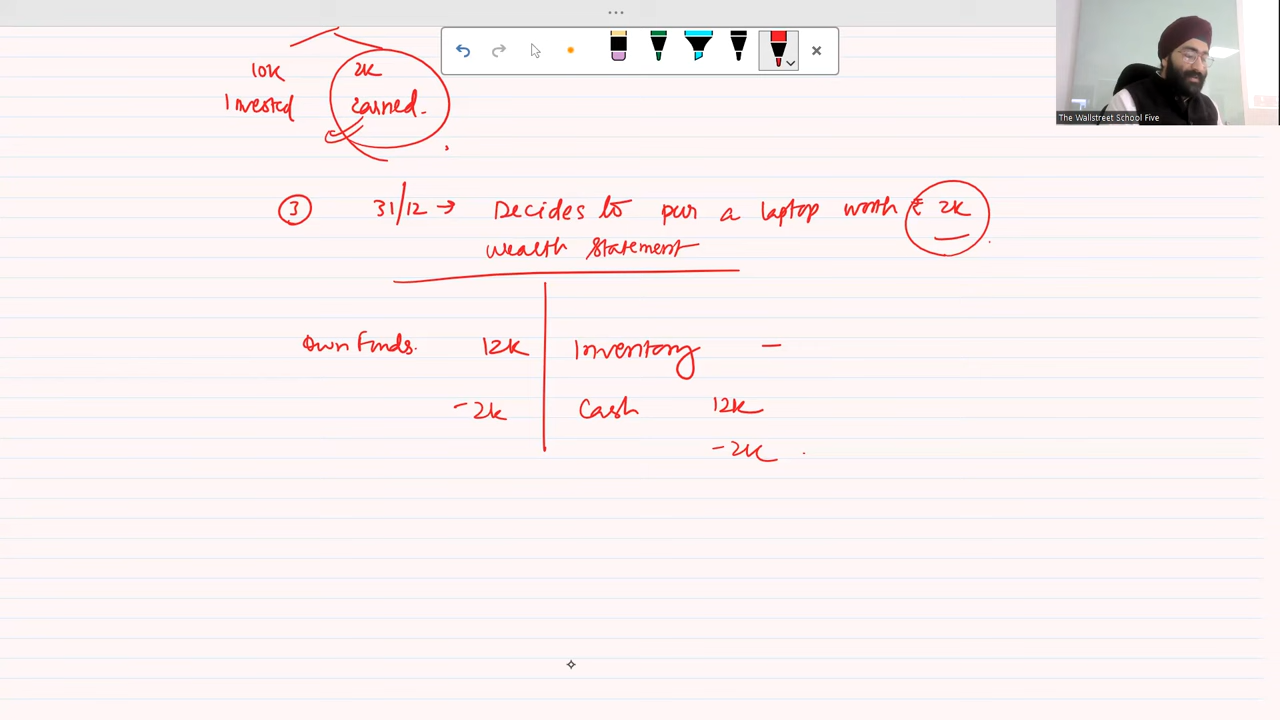 10K 2K
Invested earned.
The Wallstreet School Five
3 31/12 → Decides to pur a laptop worth ₹ 2K
Wealth Statement
Own Funds. 12K Inventory —
-2K Cash 12K
-2K